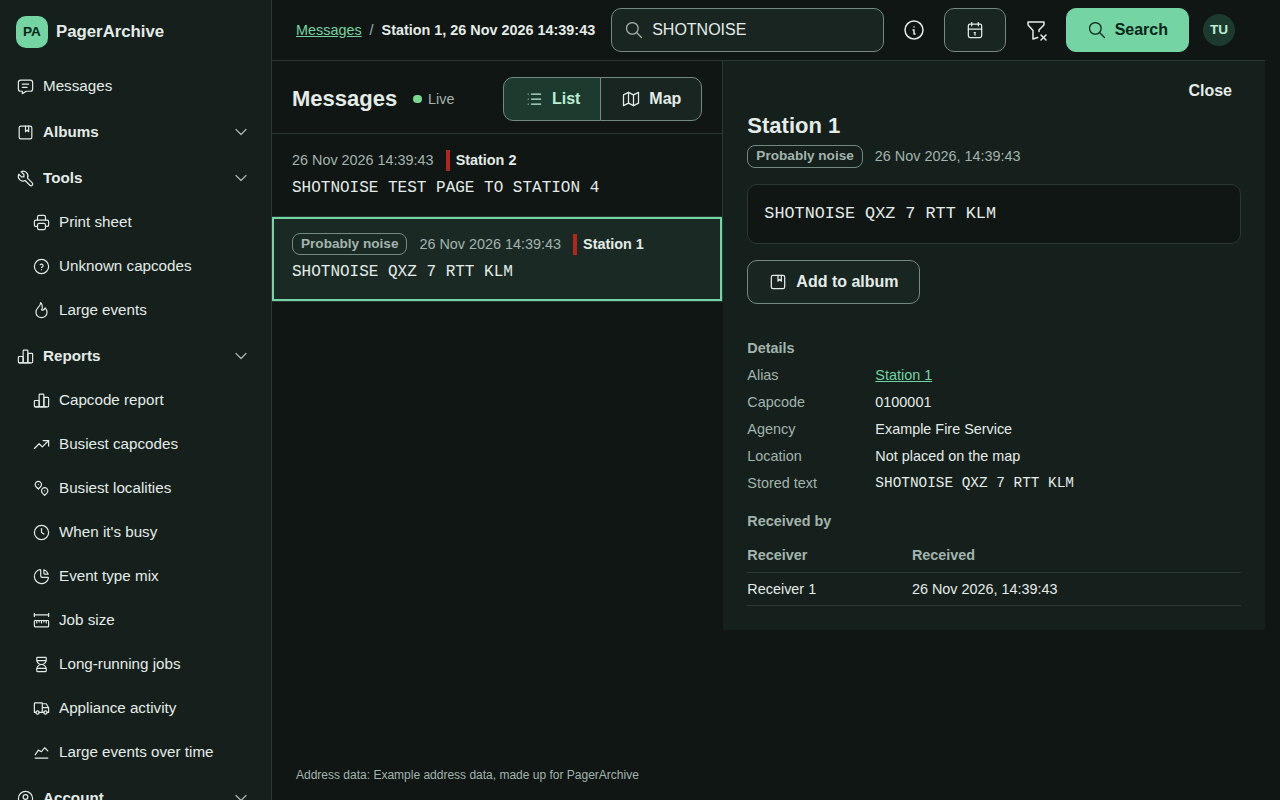 PA PagerArchive
Messages
Albums
Tools
Print sheet
Unknown capcodes
Large events
Reports
Capcode report
Busiest capcodes
Busiest localities
When it's busy
Event type mix
Job size
Long-running jobs
Appliance activity
Large events over time
Account
Messages / Station 1, 26 Nov 2026 14:39:43
SHOTNOISE
Search
TU
Messages
Live
List
Map
26 Nov 2026 14:39:43 Station 2
SHOTNOISE TEST PAGE TO STATION 4
Probably noise 26 Nov 2026 14:39:43 Station 1
SHOTNOISE QXZ 7 RTT KLM
Address data: Example address data, made up for PagerArchive
Close
Station 1
Probably noise 26 Nov 2026, 14:39:43
SHOTNOISE QXZ 7 RTT KLM
Add to album
Details
Alias Station 1
Capcode 0100001
Agency Example Fire Service
Location Not placed on the map
Stored text SHOTNOISE QXZ 7 RTT KLM
Received by
Receiver Received
Receiver 1 26 Nov 2026, 14:39:43